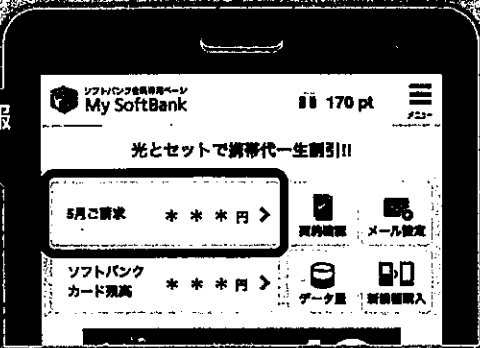 ソフトバンク会員専用ページ
My SoftBank
170 pt
メニュー
光とセットで携帯代一生割引!!
5月ご請求 ＊ ＊ ＊ 円
契約確認
メール設定
ソフトバンク
カード残高 ＊ ＊ ＊ 円
データ量
新機種購入
報